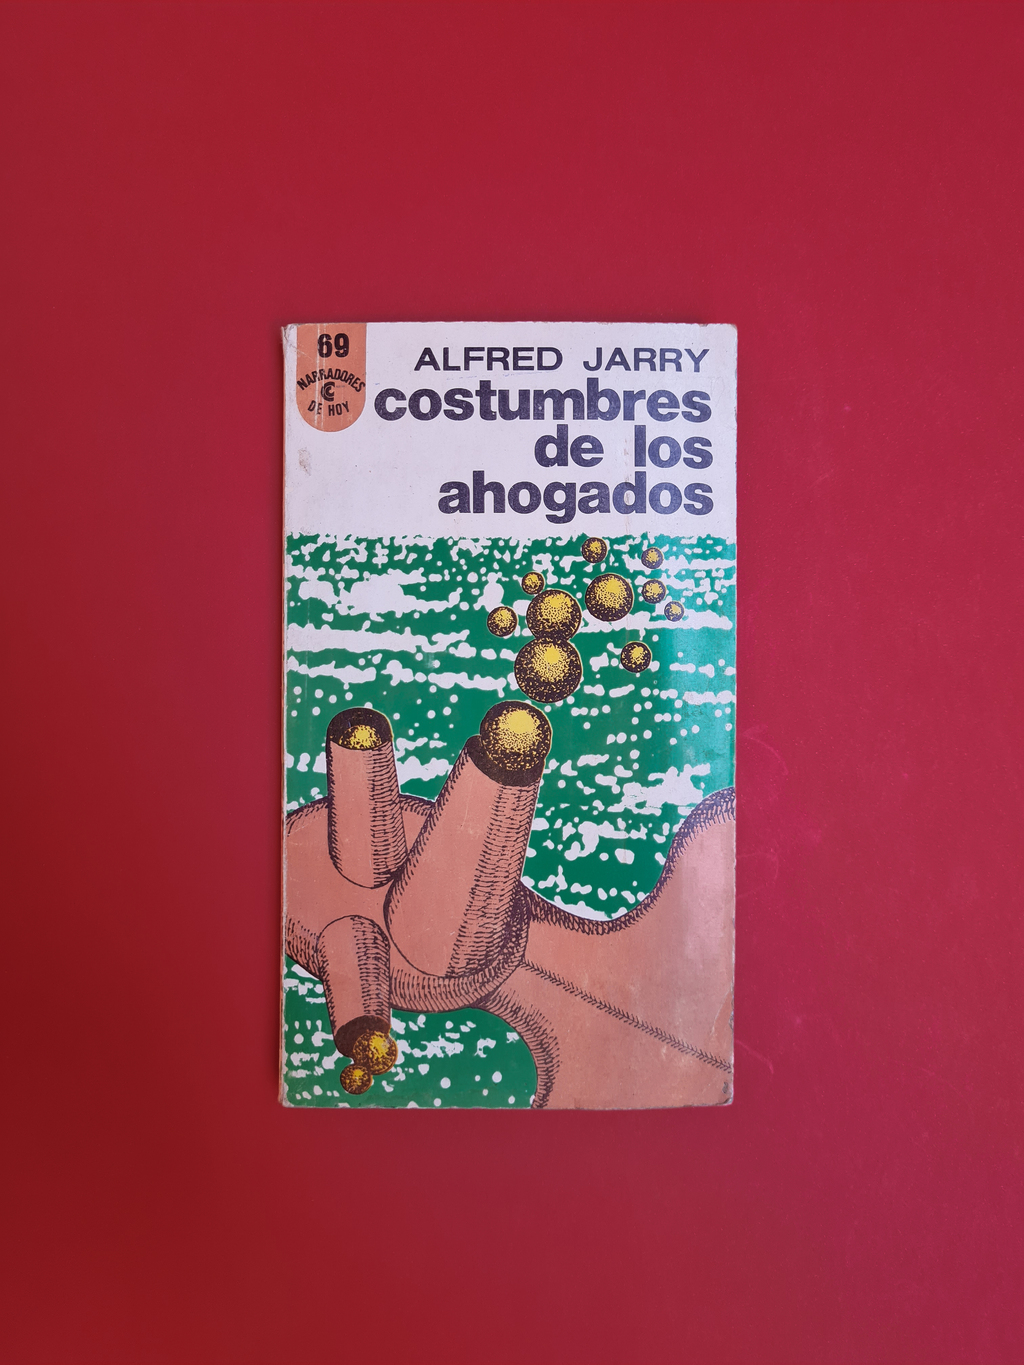 69
NARRADORES
DE HOY
ALFRED JARRY
costumbres
de los
ahogados